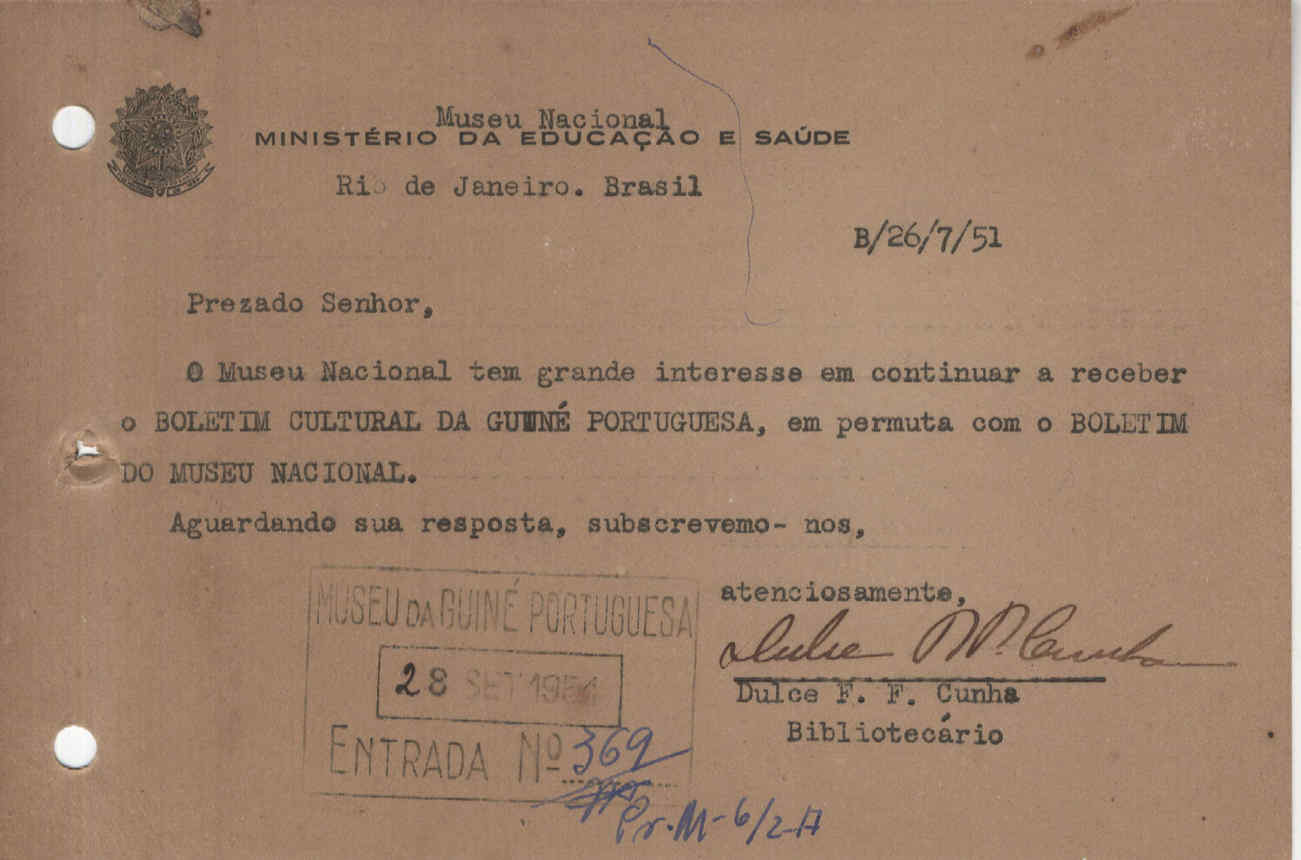 Museu Nacional
MINISTÉRIO DA EDUCAÇÃO E SAÚDE
Rio de Janeiro. Brasil
B/26/7/51
Prezado Senhor,
O Museu Nacional tem grande interesse em continuar a receber
o BOLETIM CULTURAL DA GUINÉ PORTUGUESA, em permuta com o BOLETIM
DO MUSEU NACIONAL.
Aguardando sua resposta, subscrevemo- nos,
atenciosamente,
Dulce F. F. Cunha
Bibliotecário
MUSEU DA GUINÉ PORTUGUESA
28 SET 1951
ENTRADA Nº 369
Pr. M-6/2-A